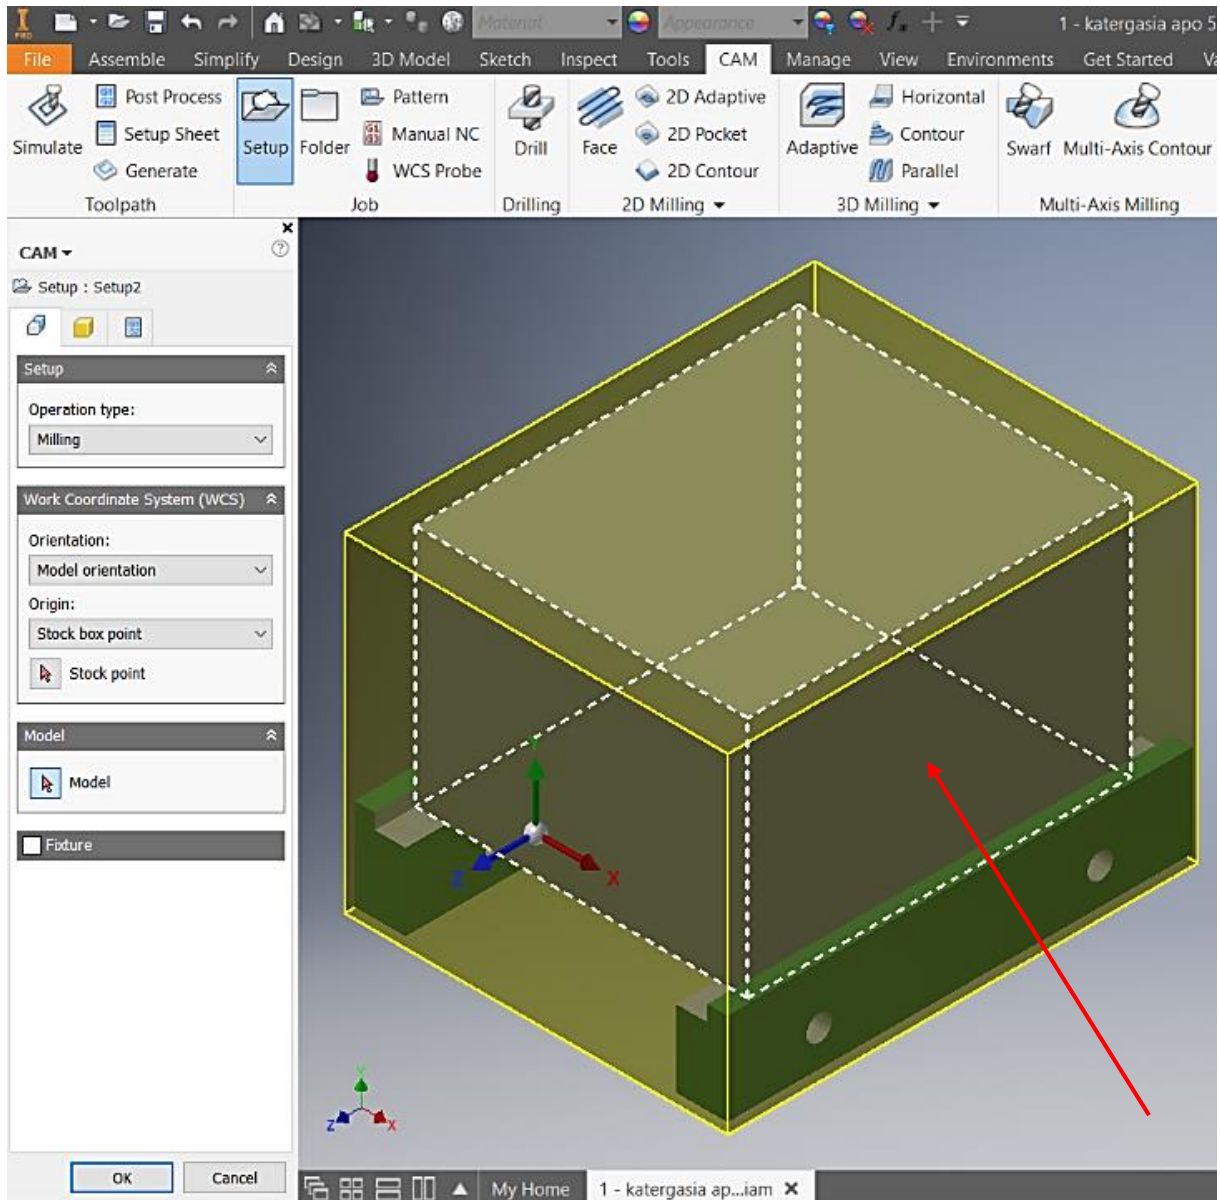 PRO
Material
Appearance
1 - katergasia apo 5
File Assemble Simplify Design 3D Model Sketch Inspect Tools CAM Manage View Environments Get Started Va
Simulate
Post Process
Setup Sheet
Generate
Toolpath
Setup
Folder
Pattern
Manual NC
WCS Probe
Job
Drill
Drilling
Face
2D Adaptive
2D Pocket
2D Contour
2D Milling
Adaptive
Horizontal
Contour
Parallel
3D Milling
Swarf
Multi-Axis Contour
Multi-Axis Milling
CAM
Setup : Setup2
Setup
Operation type:
Milling
Work Coordinate System (WCS)
Orientation:
Model orientation
Origin:
Stock box point
Stock point
Model
Model
Fixture
OK Cancel
Y
Z
X
Y
Z
X
My Home
1 - katergasia ap...iam